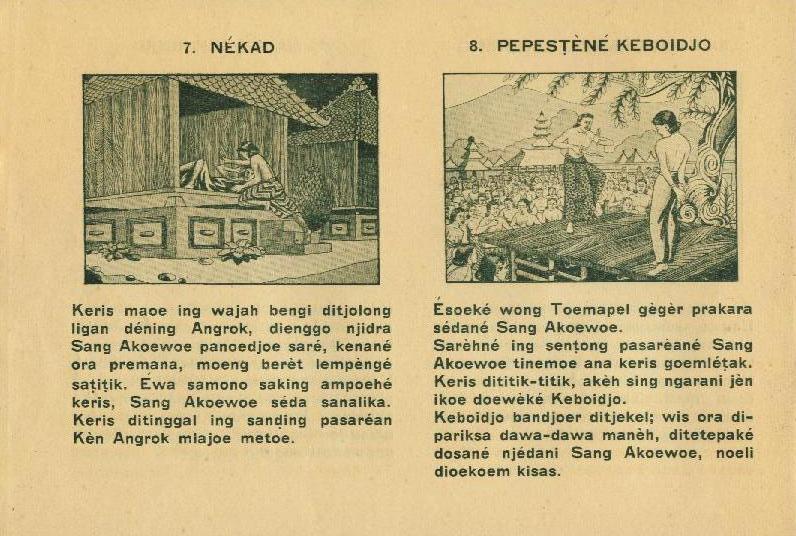 7. NÉKAD
Keris maoe ing wajah bengi ditjolong
ligan déning Angrok, dienggo njidra
Sang Akoewoe panoedjoe saré, kenané
ora premana, moeng berèt lempèngé
saṭiṭik. Éwa samono saking ampoehé
keris, Sang Akoewoe séda sanalika.
Keris ditinggal ing sanḍing pasaréan
Kèn Angrok mlajoe metoe.
8. PEPESṬÈNÉ KEBOIDJO
Ésoeké wong Toemapel gègèr prakara
sédané Sang Akoewoe.
Sarèhné ing senṭong pasarèané Sang
Akoewoe tinemoe ana keris goemléṭak.
Keris dititik-titik, akèh sing ngarani jèn
ikoe doewèké Keboidjo.
Keboidjo bandjoer ditjekel; wis ora di-
pariksa dawa-dawa manèh, ditetepaké
dosané njédani Sang Akoewoe, noeli
dioekoem kisas.